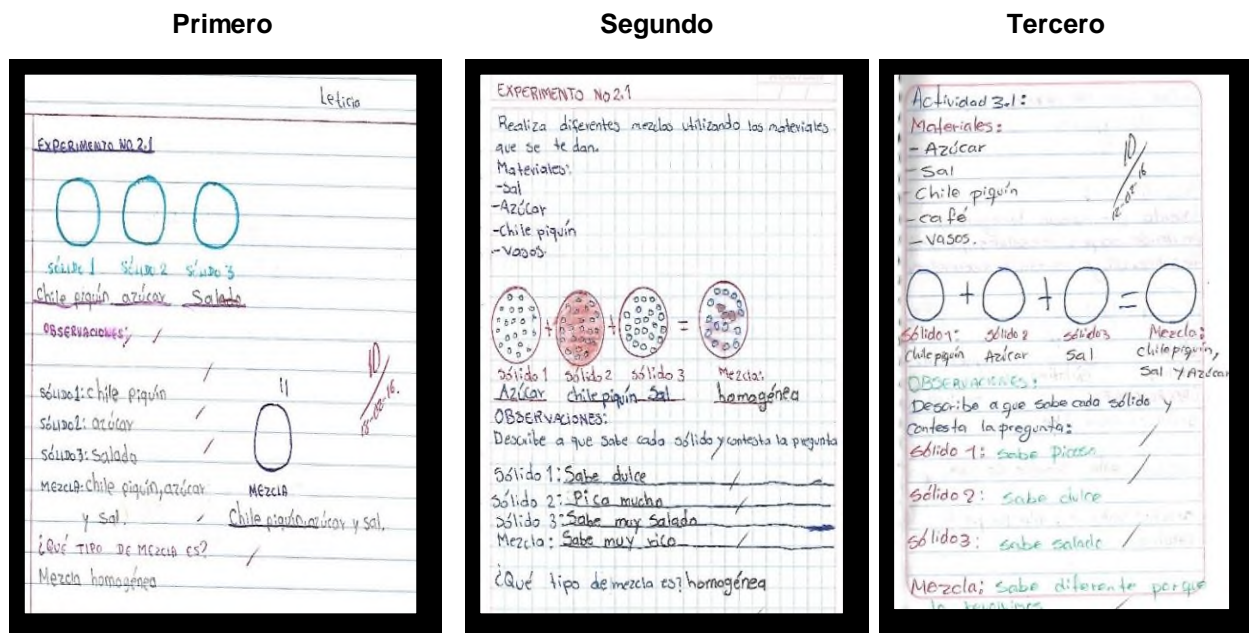 Primero
Segundo
Tercero
Leticia
EXPERIMENTO NO 2.1
SÓLIDO 1 SÓLIDO 2 SÓLIDO 3
Chile piquín azúcar Salado
OBSERVACIONES:
10
SÓLIDO1: Chile piquín
SÓLIDO2: azúcar
SÓLIDO3: Salado
MEZCLA: Chile piquín, azúcar
y sal.
=
MEZCLA
Chile piquín, azúcar y sal.
¿QUÉ TIPO DE MEZCLA ES?
Mezcla homogénea
EXPERIMENTO No 2.1
Realiza diferentes mezclas utilizando los materiales
que se te dan.
Materiales:
-Sal
-Azúcar
-Chile piquín
-Vasos.
+ + =
Sólido 1 Sólido 2 Sólido 3 Mezcla:
Azúcar chile piquín Sal homogénea
OBSERVACIONES:
Describe a que sabe cada sólido y contesta la pregunta
Sólido 1: Sabe dulce
Sólido 2: Pica mucho
Sólido 3: Sabe muy Salado
Mezcla: Sabe muy rico
¿Qué tipo de mezcla es? homogénea
Actividad 3.1:
Materiales:
- Azúcar
- Sal
- Chile piquín
- café
- vasos.
10
+ + =
Sólido 1: Sólido 2 sólido 3 Mezcla:
Chile piquín Azúcar Sal chile piquín,
Sal y Azúcar
OBSERVACIONES:
Describe a que sabe cada sólido y
contesta la pregunta:
Sólido 1: sabe
Sólido 2: sabe dulce
Sólido 3: sabe salado
Mezcla: sabe diferente porque